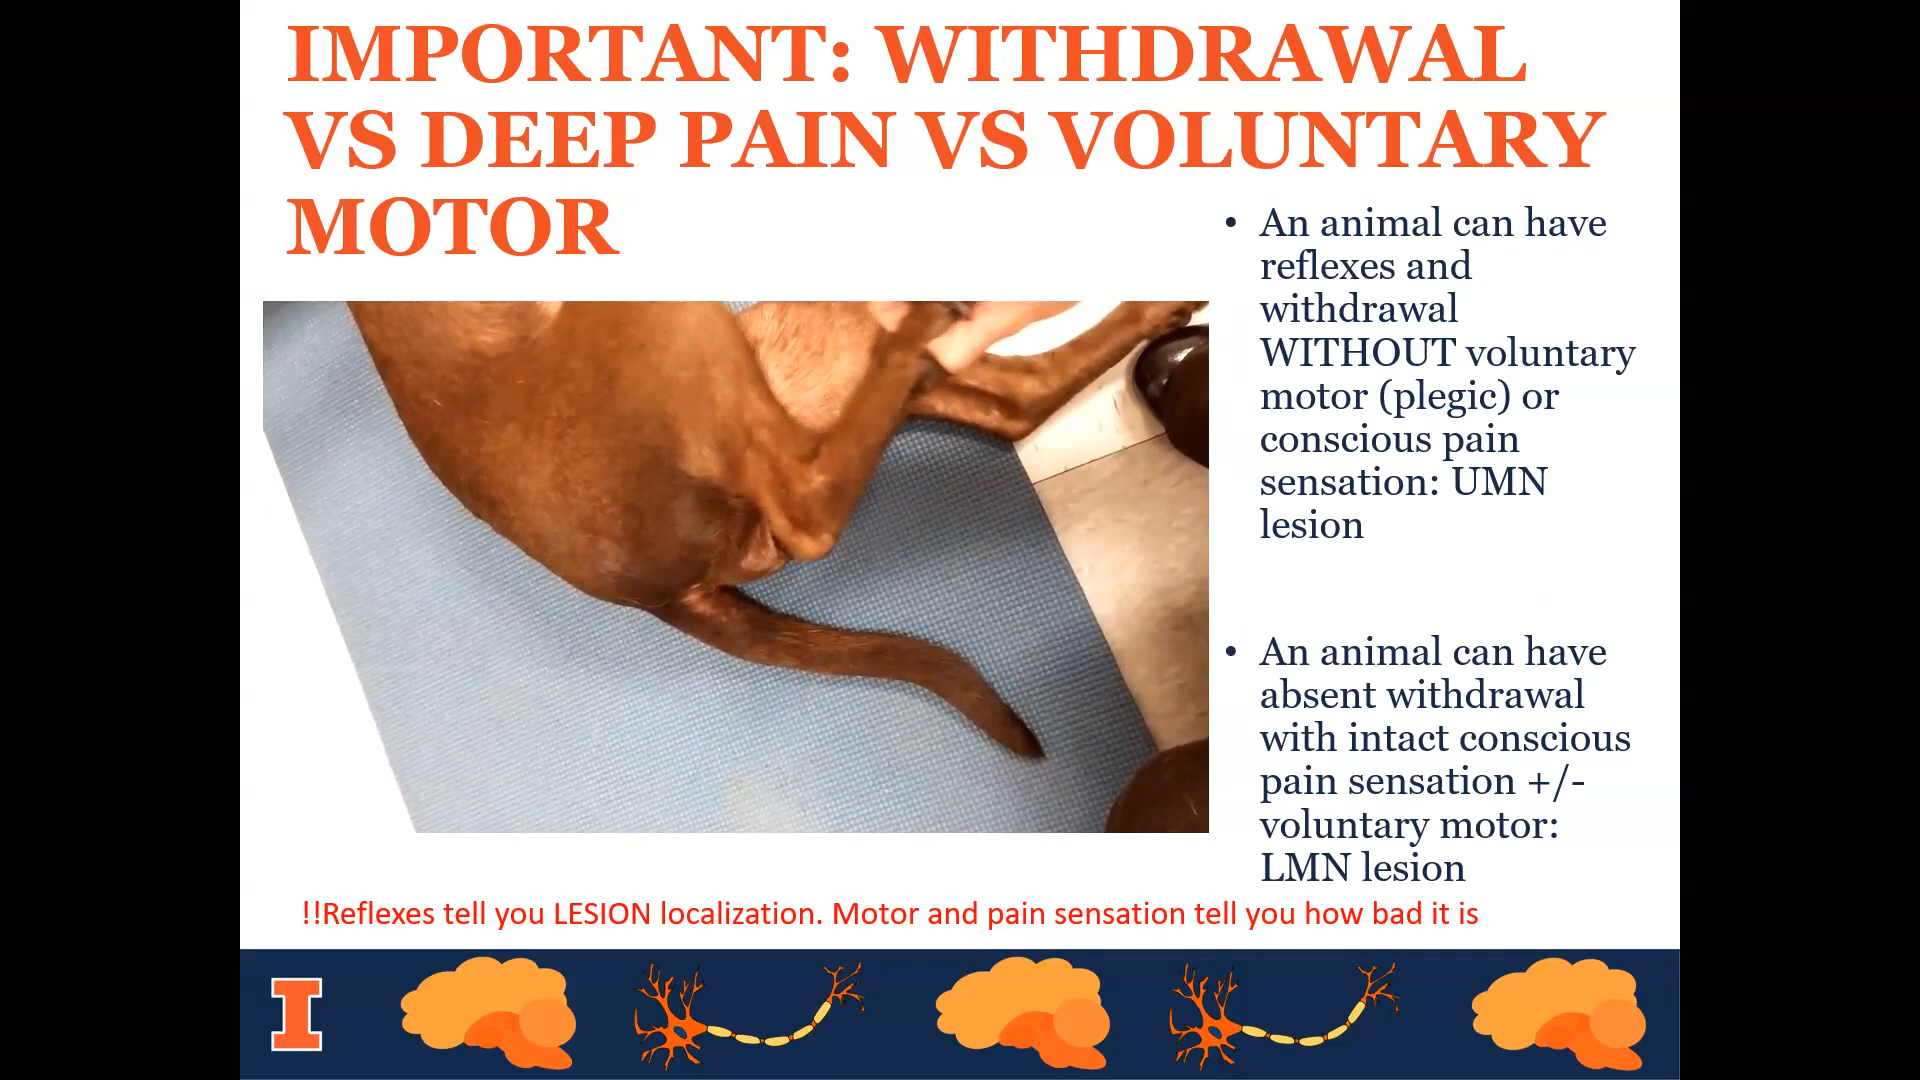 IMPORTANT: WITHDRAWAL
VS DEEP PAIN VS VOLUNTARY
MOTOR
• An animal can have
reflexes and
withdrawal
WITHOUT voluntary
motor (plegic) or
conscious pain
sensation: UMN
lesion
• An animal can have
absent withdrawal
with intact conscious
pain sensation +/-
voluntary motor:
LMN lesion
!!Reflexes tell you LESION localization. Motor and pain sensation tell you how bad it is
I